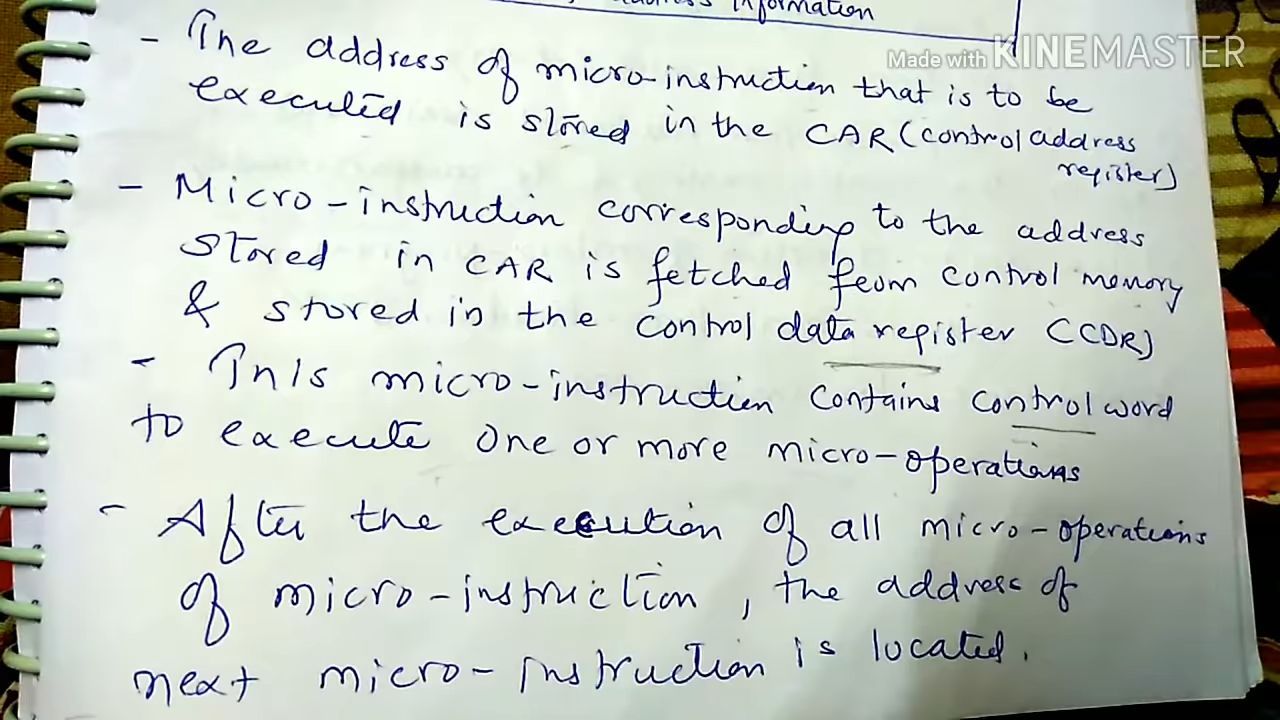 address information
Made with KINEMASTER
- The address of micro-instruction that is to be
executed is stored in the CAR (control address
register)
- Micro-instruction corresponding to the address
stored in CAR is fetched feom control memory
& stored in the control data register (CDR)
- This micro-instruction contains control word
to execute one or more micro-operations
- After the execution of all micro-operations
of micro-instruction, the address of
next micro-instruction is located.